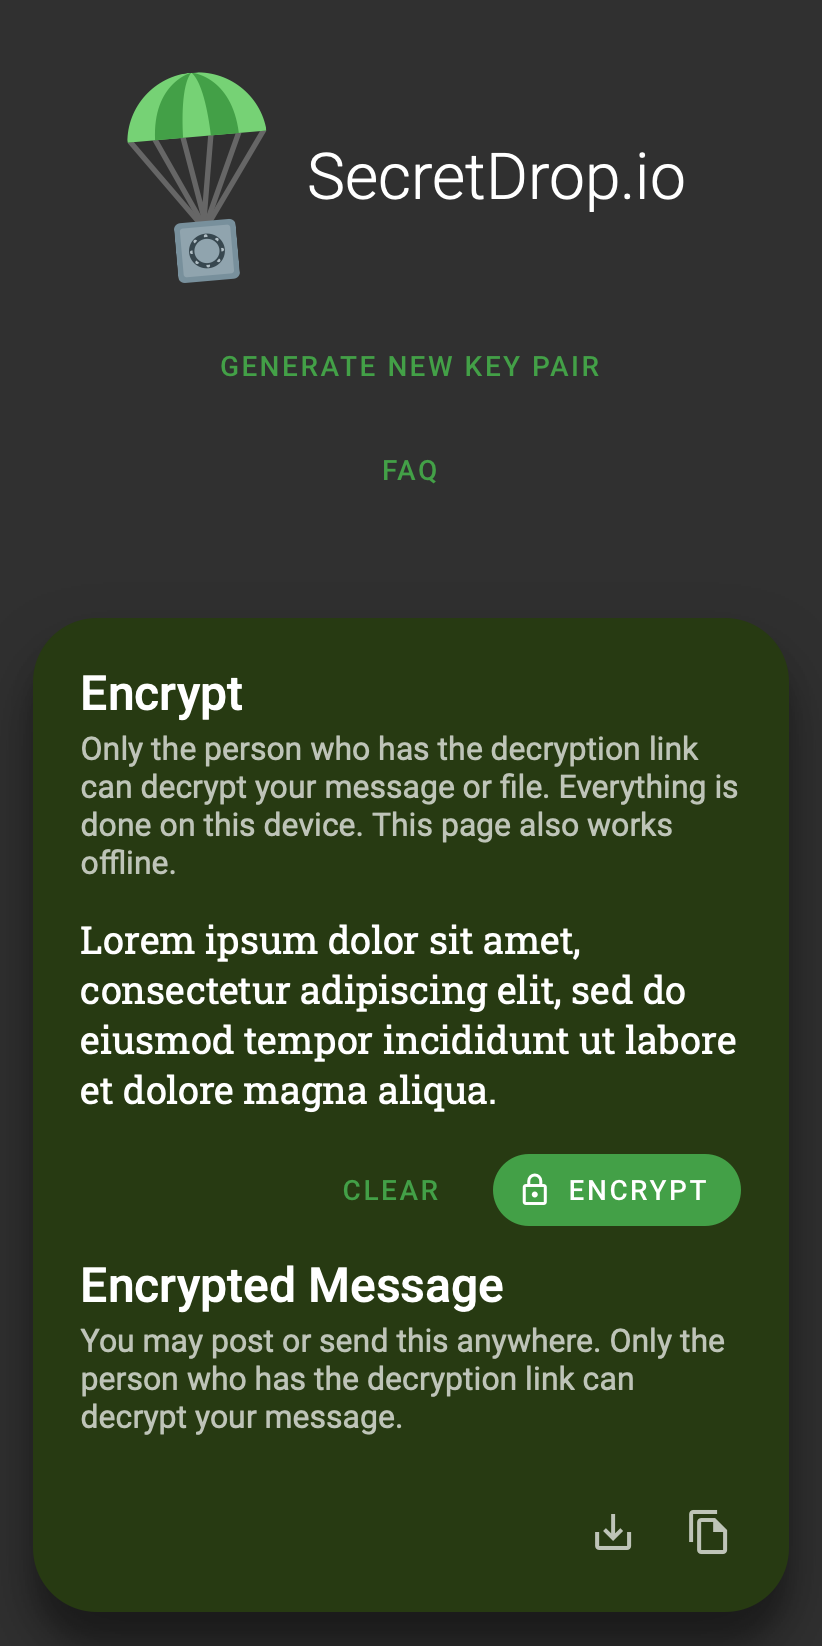 SecretDrop.io
GENERATE NEW KEY PAIR
FAQ
Encrypt
Only the person who has the decryption link
can decrypt your message or file. Everything is
done on this device. This page also works
offline.
Lorem ipsum dolor sit amet,
consectetur adipiscing elit, sed do
eiusmod tempor incididunt ut labore
et dolore magna aliqua.
CLEAR
ENCRYPT
Encrypted Message
You may post or send this anywhere. Only the
person who has the decryption link can
decrypt your message.